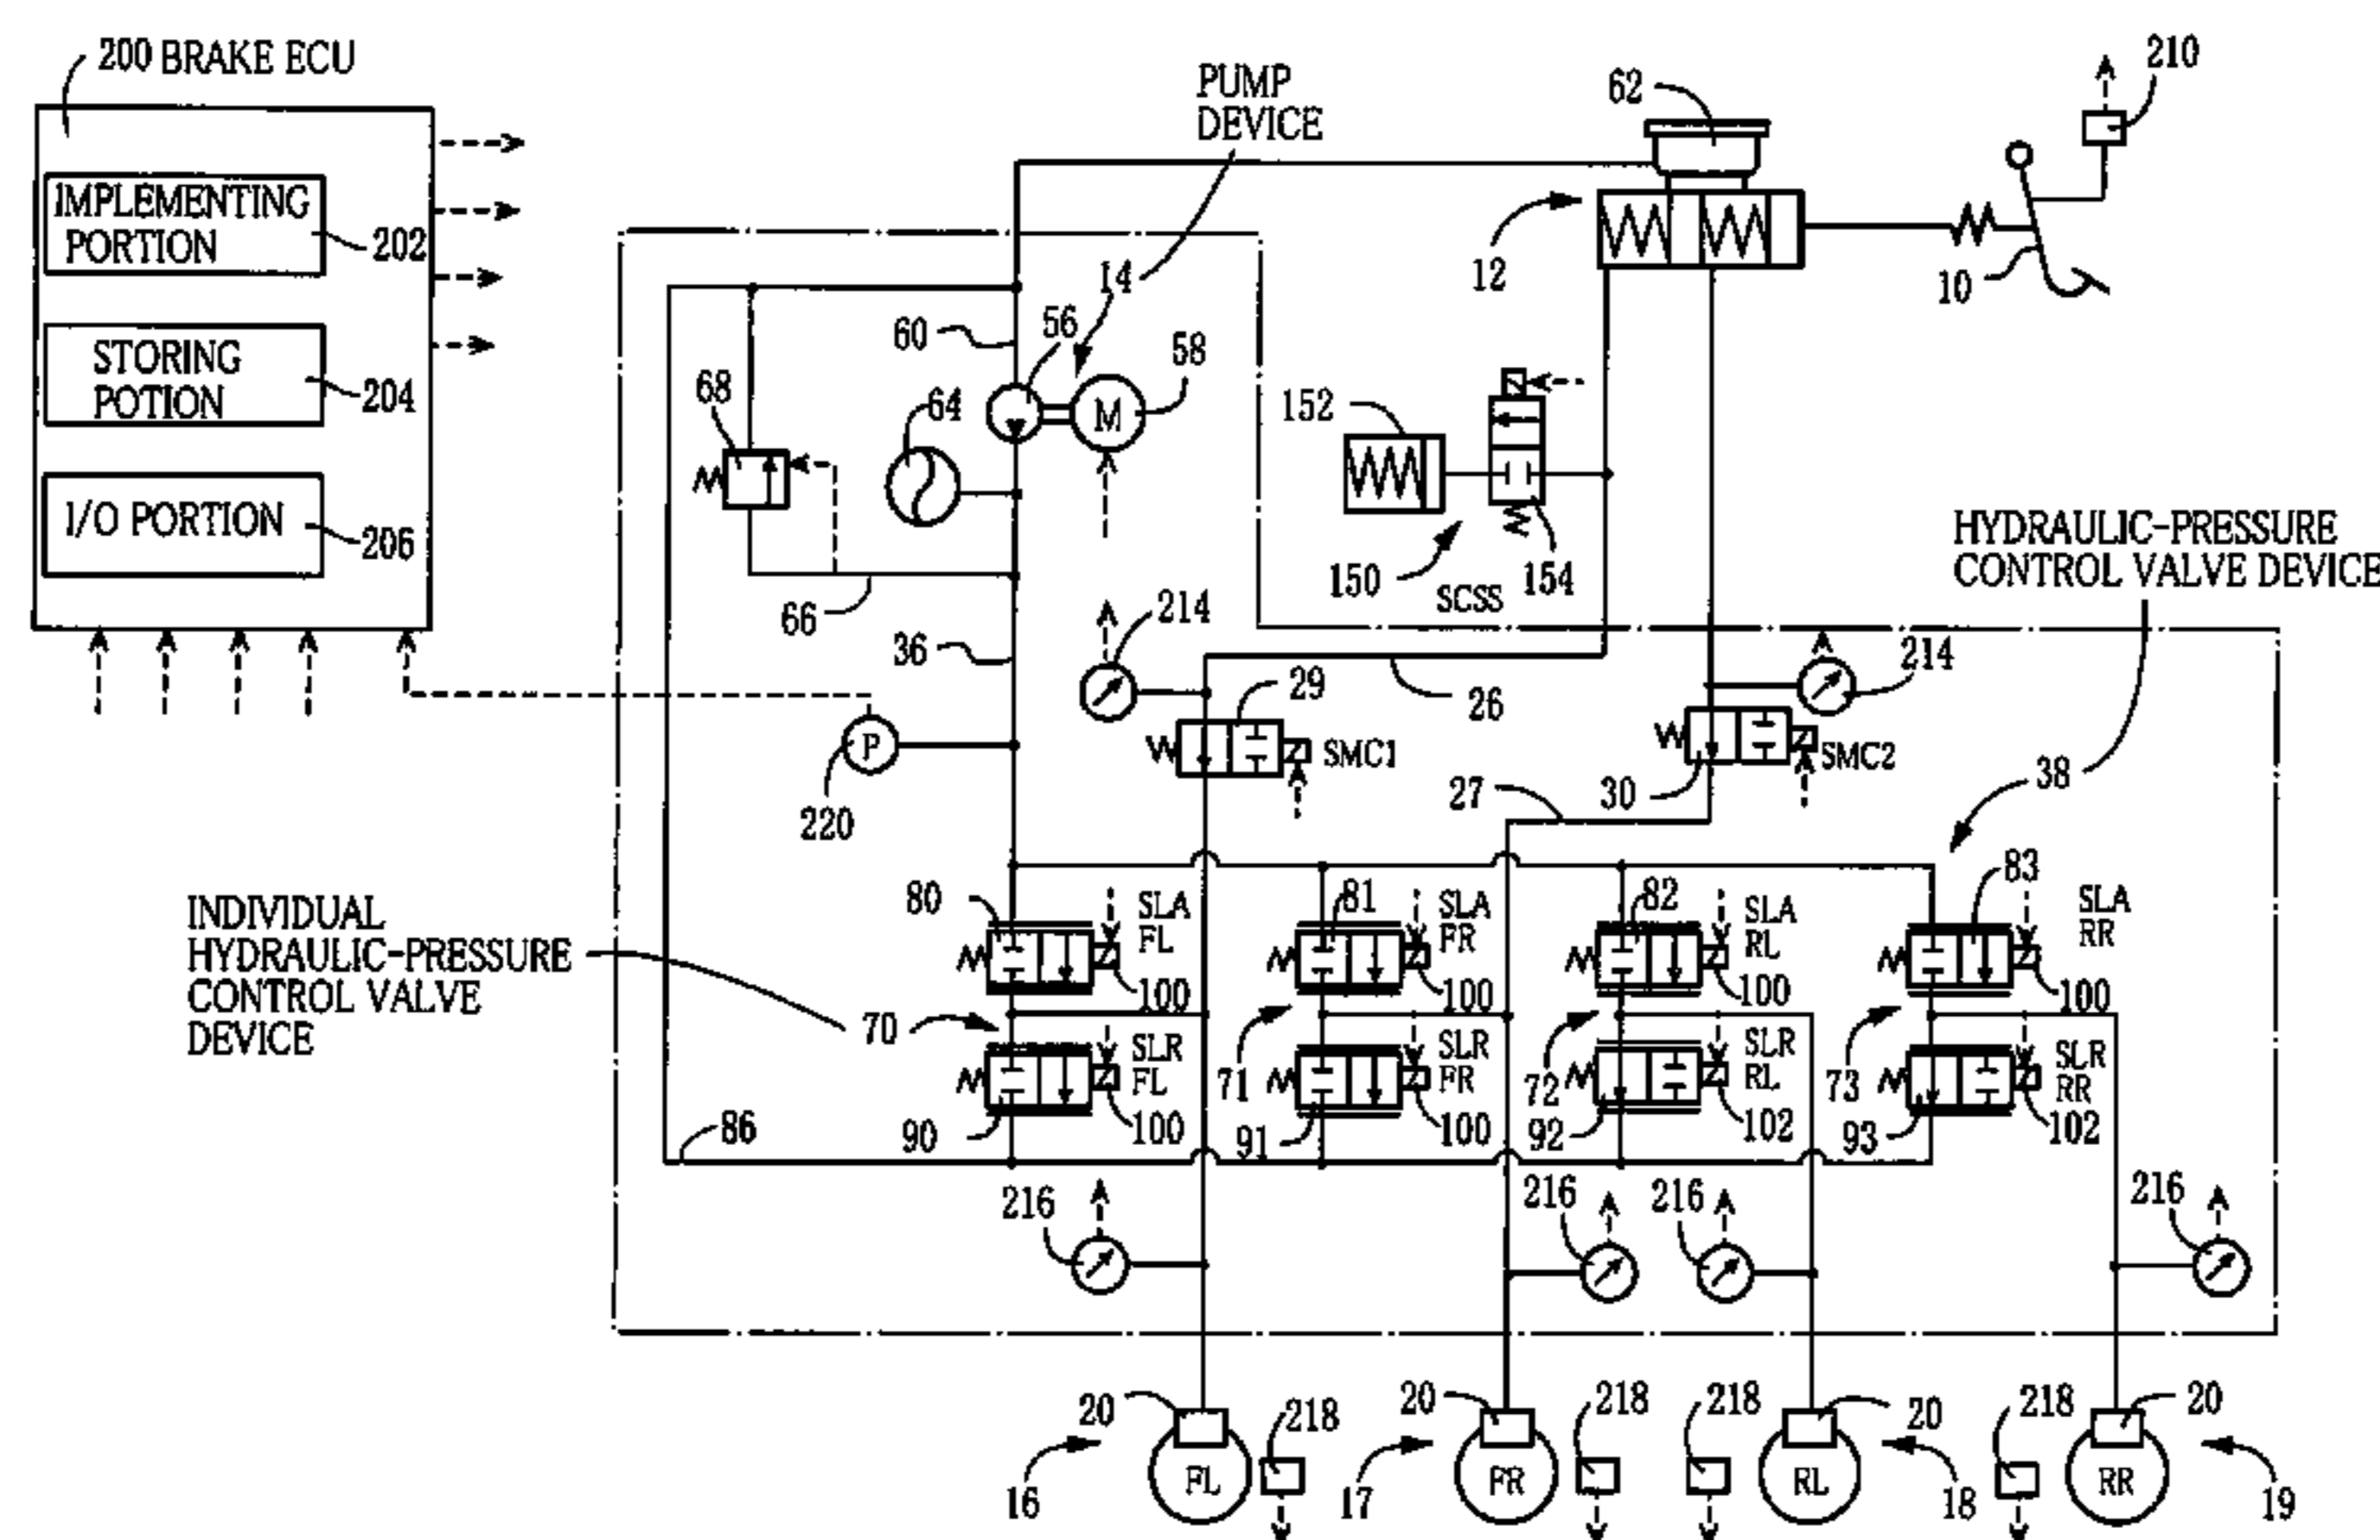 200 BRAKE ECU
PUMP
DEVICE
62
210
IMPLEMENTING
PORTION
202
12
14
10
60
56
58
STORING
POTION
204
68
64
M
152
I/O PORTION
206
HYDRAULIC-PRESSURE
CONTROL VALVE DEVICE
150
154
SCSS
66
36
214
29
26
214
P
SMC1
SMC2
220
27
30
38
INDIVIDUAL
HYDRAULIC-PRESSURE
CONTROL VALVE
DEVICE
80
SLA
FL
81
SLA
FR
82
SLA
RL
83
SLA
RR
100
100
100
100
70
71
72
73
SLR
FL
SLR
FR
SLR
RL
SLR
RR
86
90
100
91
100
92
102
93
102
216
216
216
216
20
218
20
218
218
20
218
20
16
FL
17
FR
RL
18
RR
19